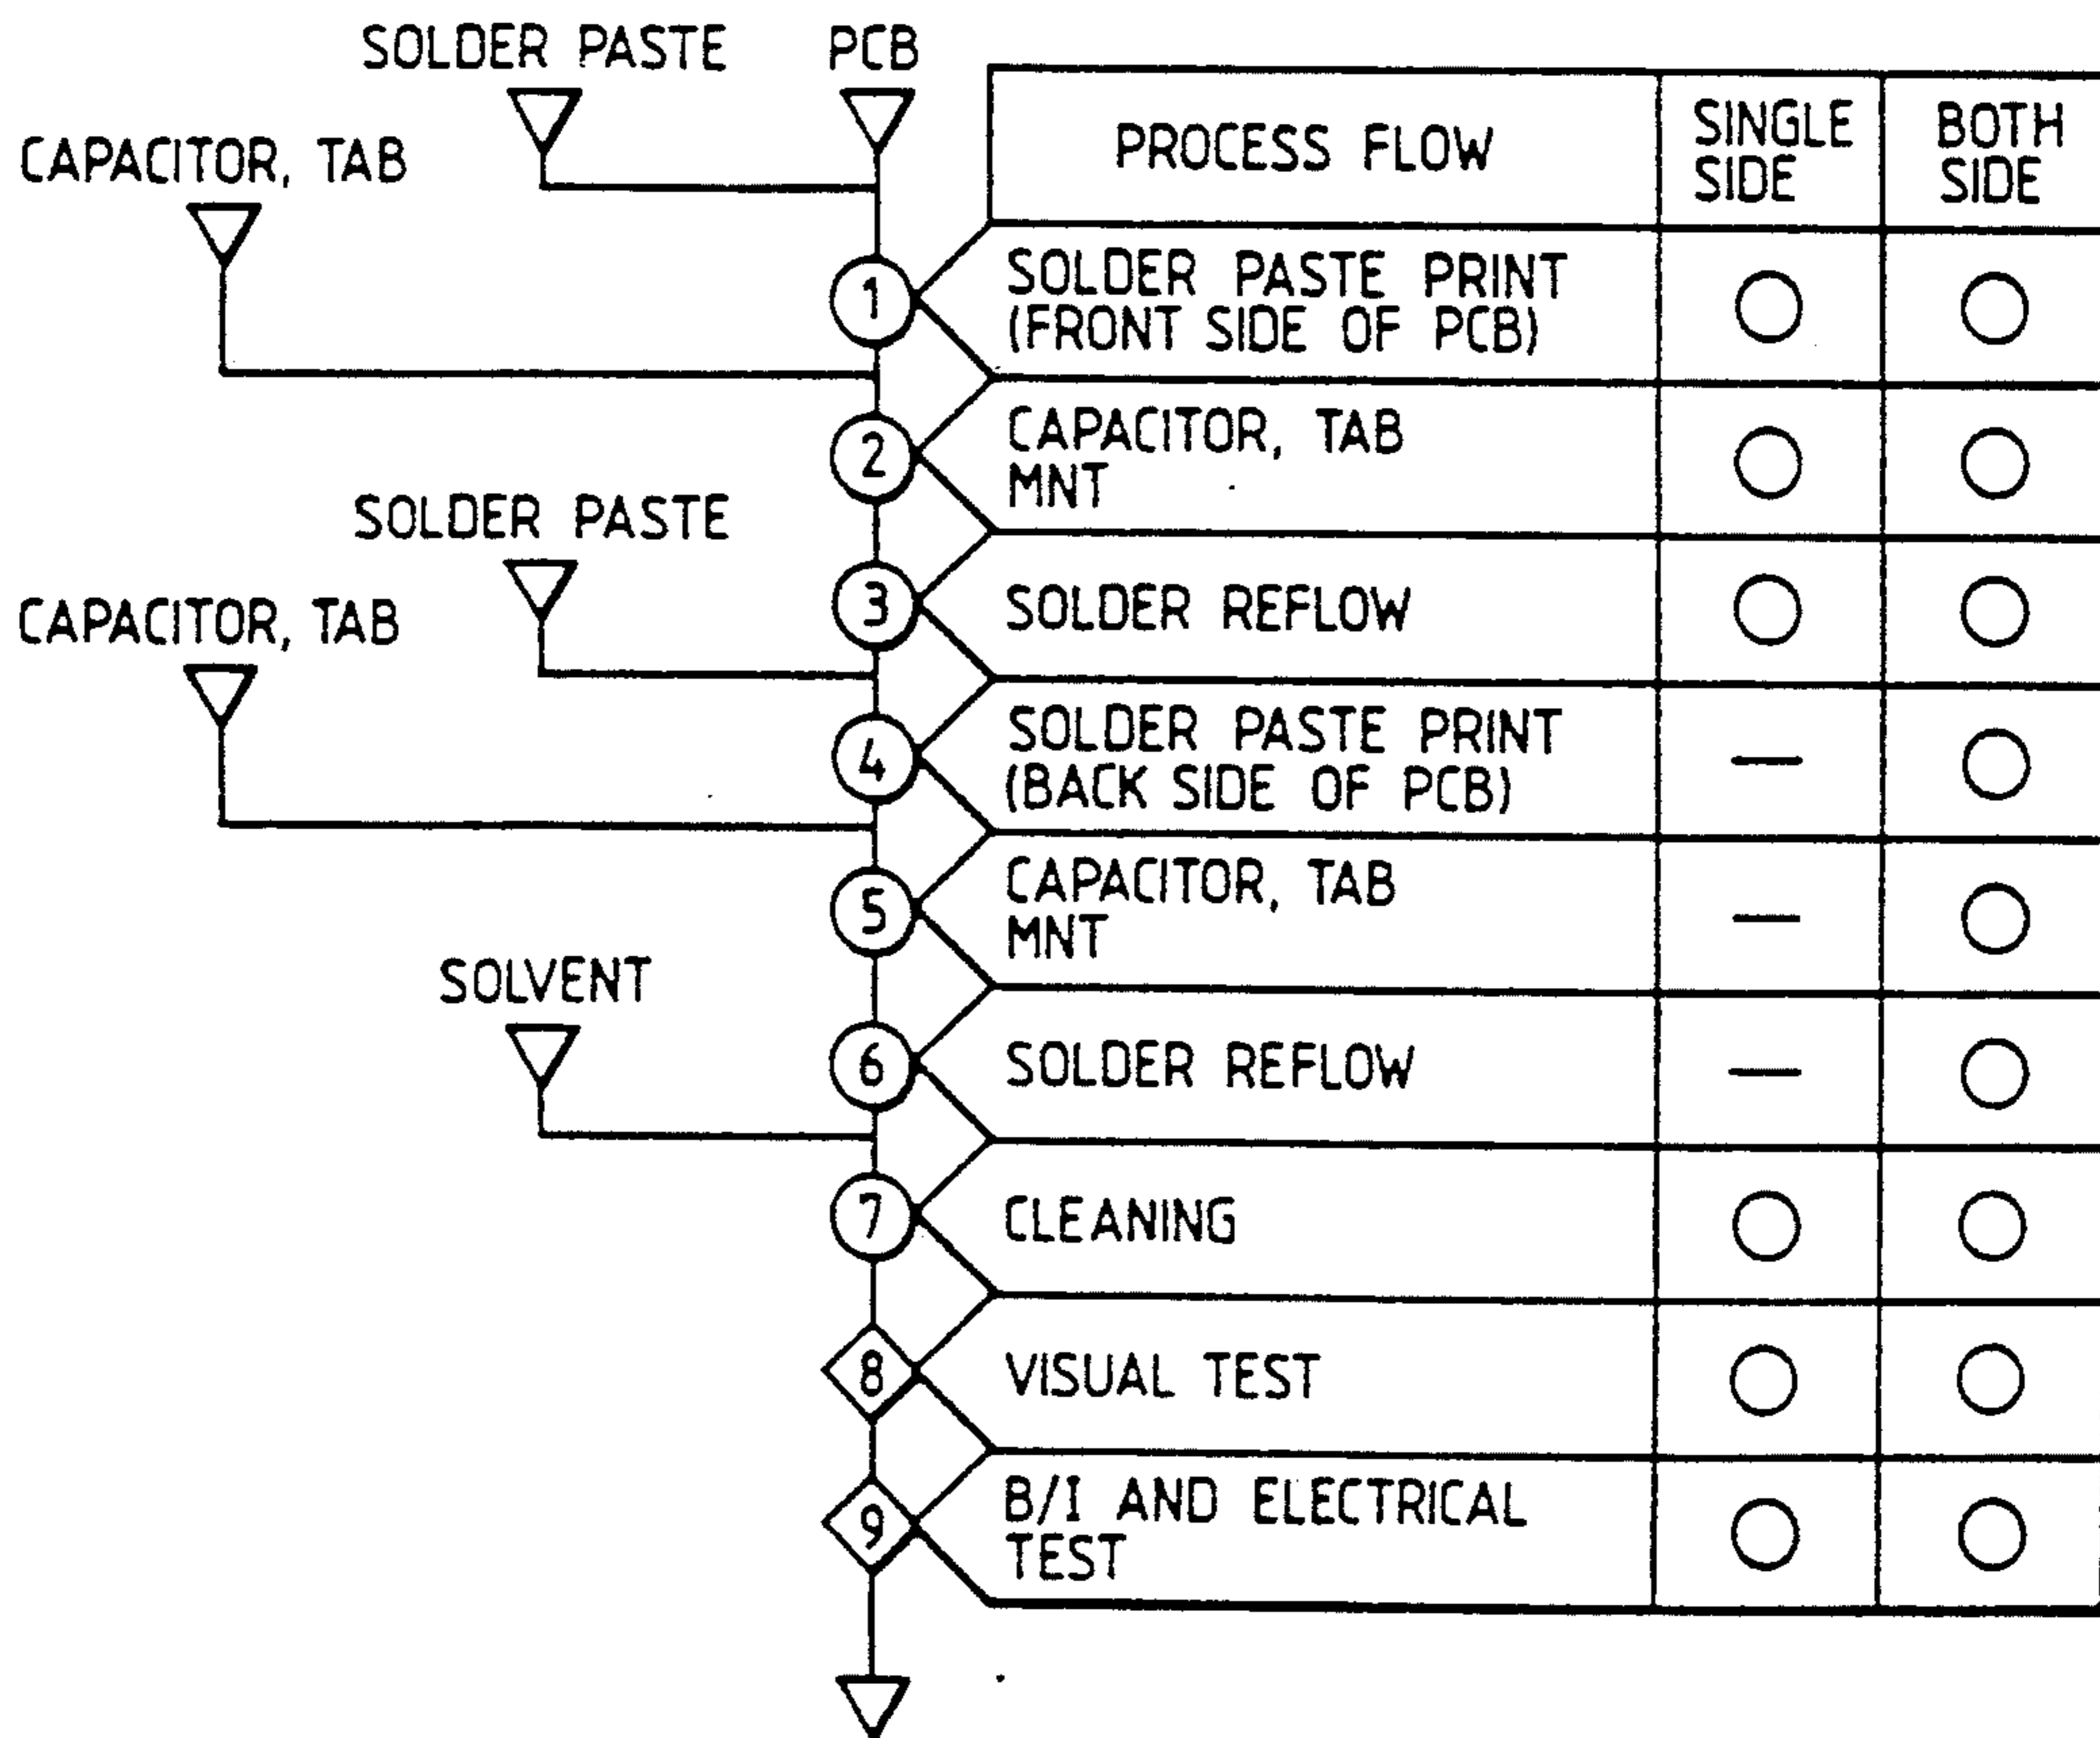 SOLDER PASTE
PCB
CAPACITOR, TAB
SOLDER PASTE
CAPACITOR, TAB
SOLVENT
PROCESS FLOW
SINGLE
SIDE
BOTH
SIDE
1
SOLDER PASTE PRINT
(FRONT SIDE OF PCB)
2
CAPACITOR, TAB
MNT
3
SOLDER REFLOW
4
SOLDER PASTE PRINT
(BACK SIDE OF PCB)
—
5
CAPACITOR, TAB
MNT
—
6
SOLDER REFLOW
—
7
CLEANING
8
VISUAL TEST
9
B/I AND ELECTRICAL
TEST